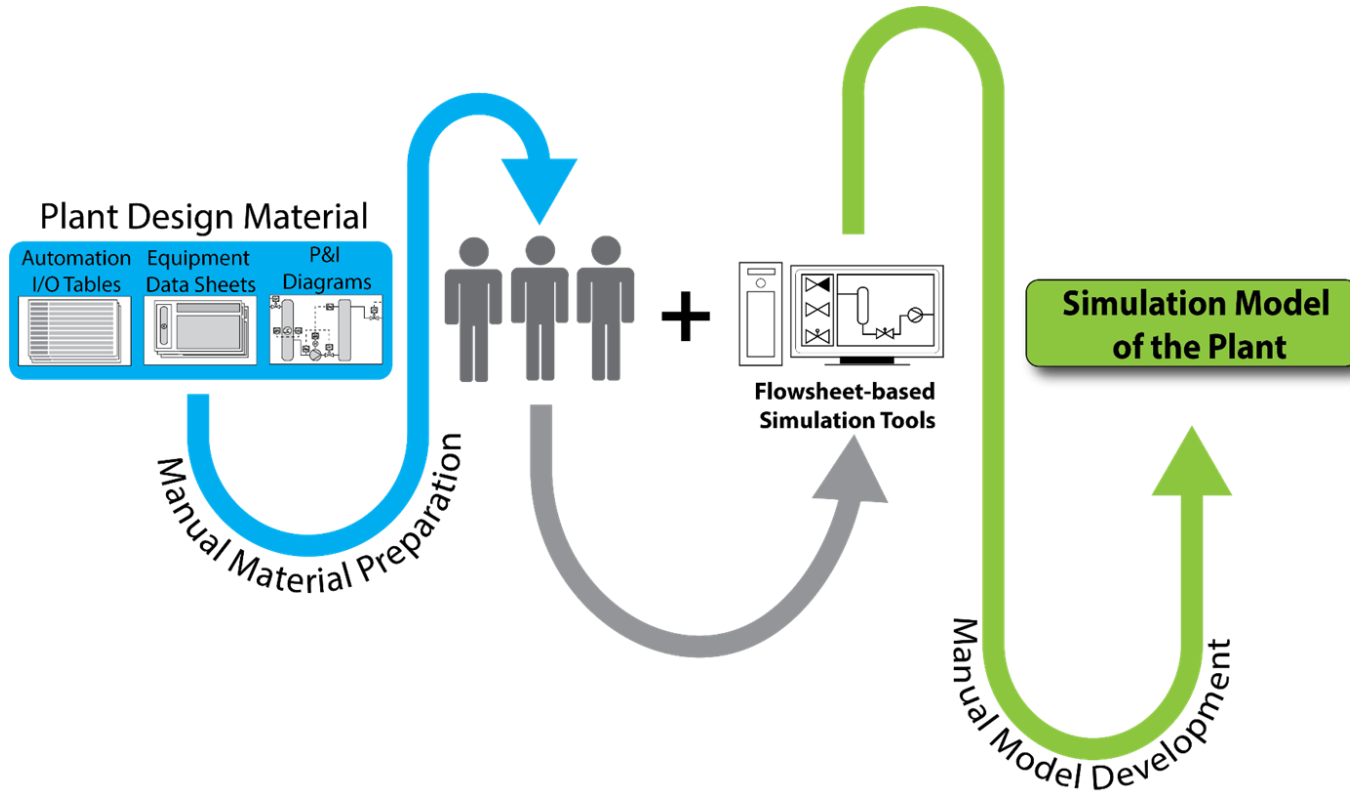 Plant Design Material
Automation
I/O Tables
Equipment
Data Sheets
P&I
Diagrams
Manual Material Preparation
+
Flowsheet-based
Simulation Tools
Simulation Model
of the Plant
Manual Model Development